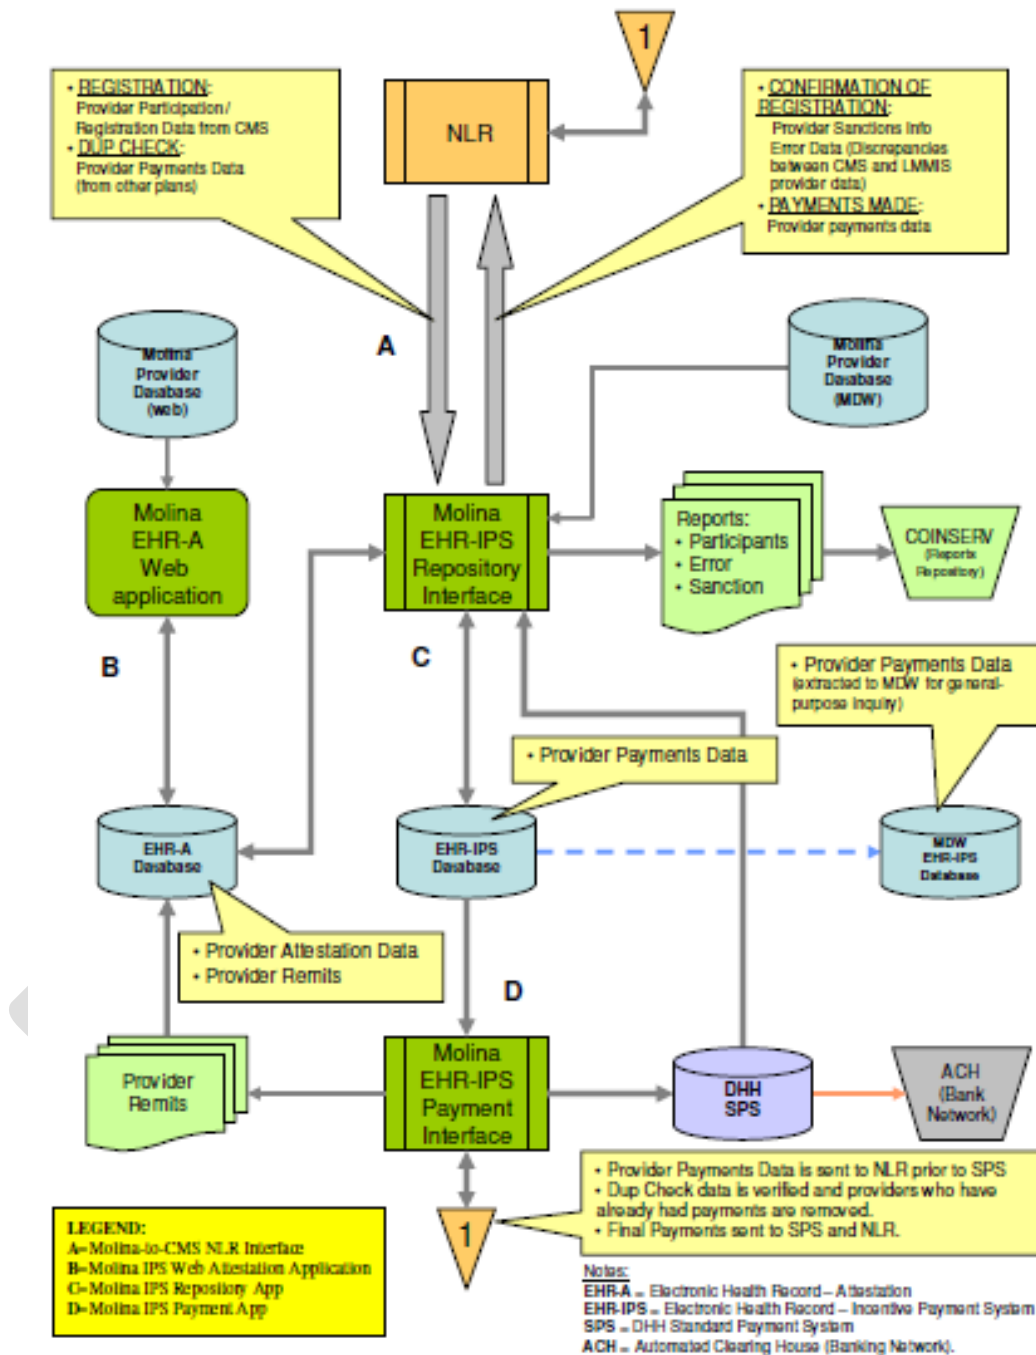 1
• REGISTRATION:
Provider Participation /
Registration Data from CMS
• DUP CHECK:
Provider Payments Data
(from other plans)
NLR
• CONFIRMATION OF
REGISTRATION:
Provider Sanctions Info
Error Data (Discrepancies
between CMS and LMMIS
provider data)
• PAYMENTS MADE:
Provider payments data
A
Molina
Provider
Database
(web)
Molina
Provider
Database
(MDW)
Molina
EHR-A
Web
application
Molina
EHR-IPS
Repository
Interface
Reports:
• Participants
• Error
• Sanction
COINSERV
(Reports
Repository)
B
C
• Provider Payments Data
(extracted to MDW for general-
purpose inquiry)
• Provider Payments Data
EHR-A
Database
EHR-IPS
Database
MDW
EHR-IPS
Database
• Provider Attestation Data
• Provider Remits
D
Provider
Remits
Molina
EHR-IPS
Payment
Interface
DHH
SPS
ACH
(Bank
Network)
1
• Provider Payments Data is sent to NLR prior to SPS
• Dup Check data is verified and providers who have
already had payments are removed.
• Final Payments sent to SPS and NLR.
LEGEND:
A=Molina-to-CMS NLR Interface
B=Molina IPS Web Attestation Application
C=Molina IPS Repository App
D=Molina IPS Payment App
Notes:
EHR-A = Electronic Health Record – Attestation
EHR-IPS = Electronic Health Record – Incentive Payment System
SPS = DHH Standard Payment System
ACH = Automated Clearing House (Banking Network).